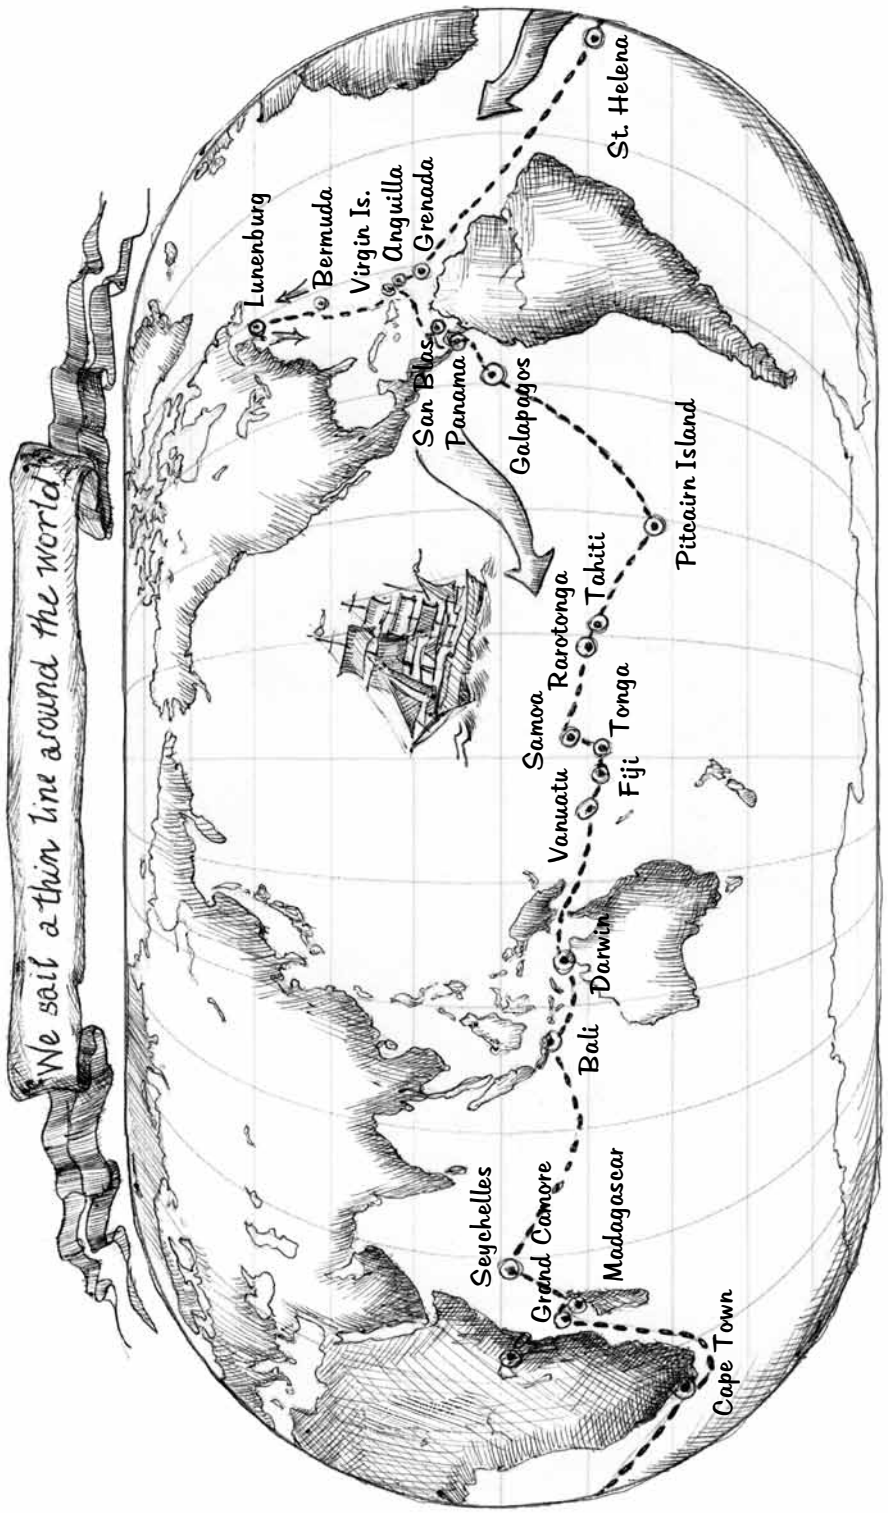 We sail a thin line around the world
Lunenburg
Bermuda
Virgin Is.
Anguilla
Grenada
St. Helena
San Blas
Panama
Galapagos
Pitcairn Island
Tahiti
Rarotonga
Samoa
Tonga
Fiji
Vanuatu
Darwin
Bali
Seychelles
Grand Camore
Madagascar
Cape Town